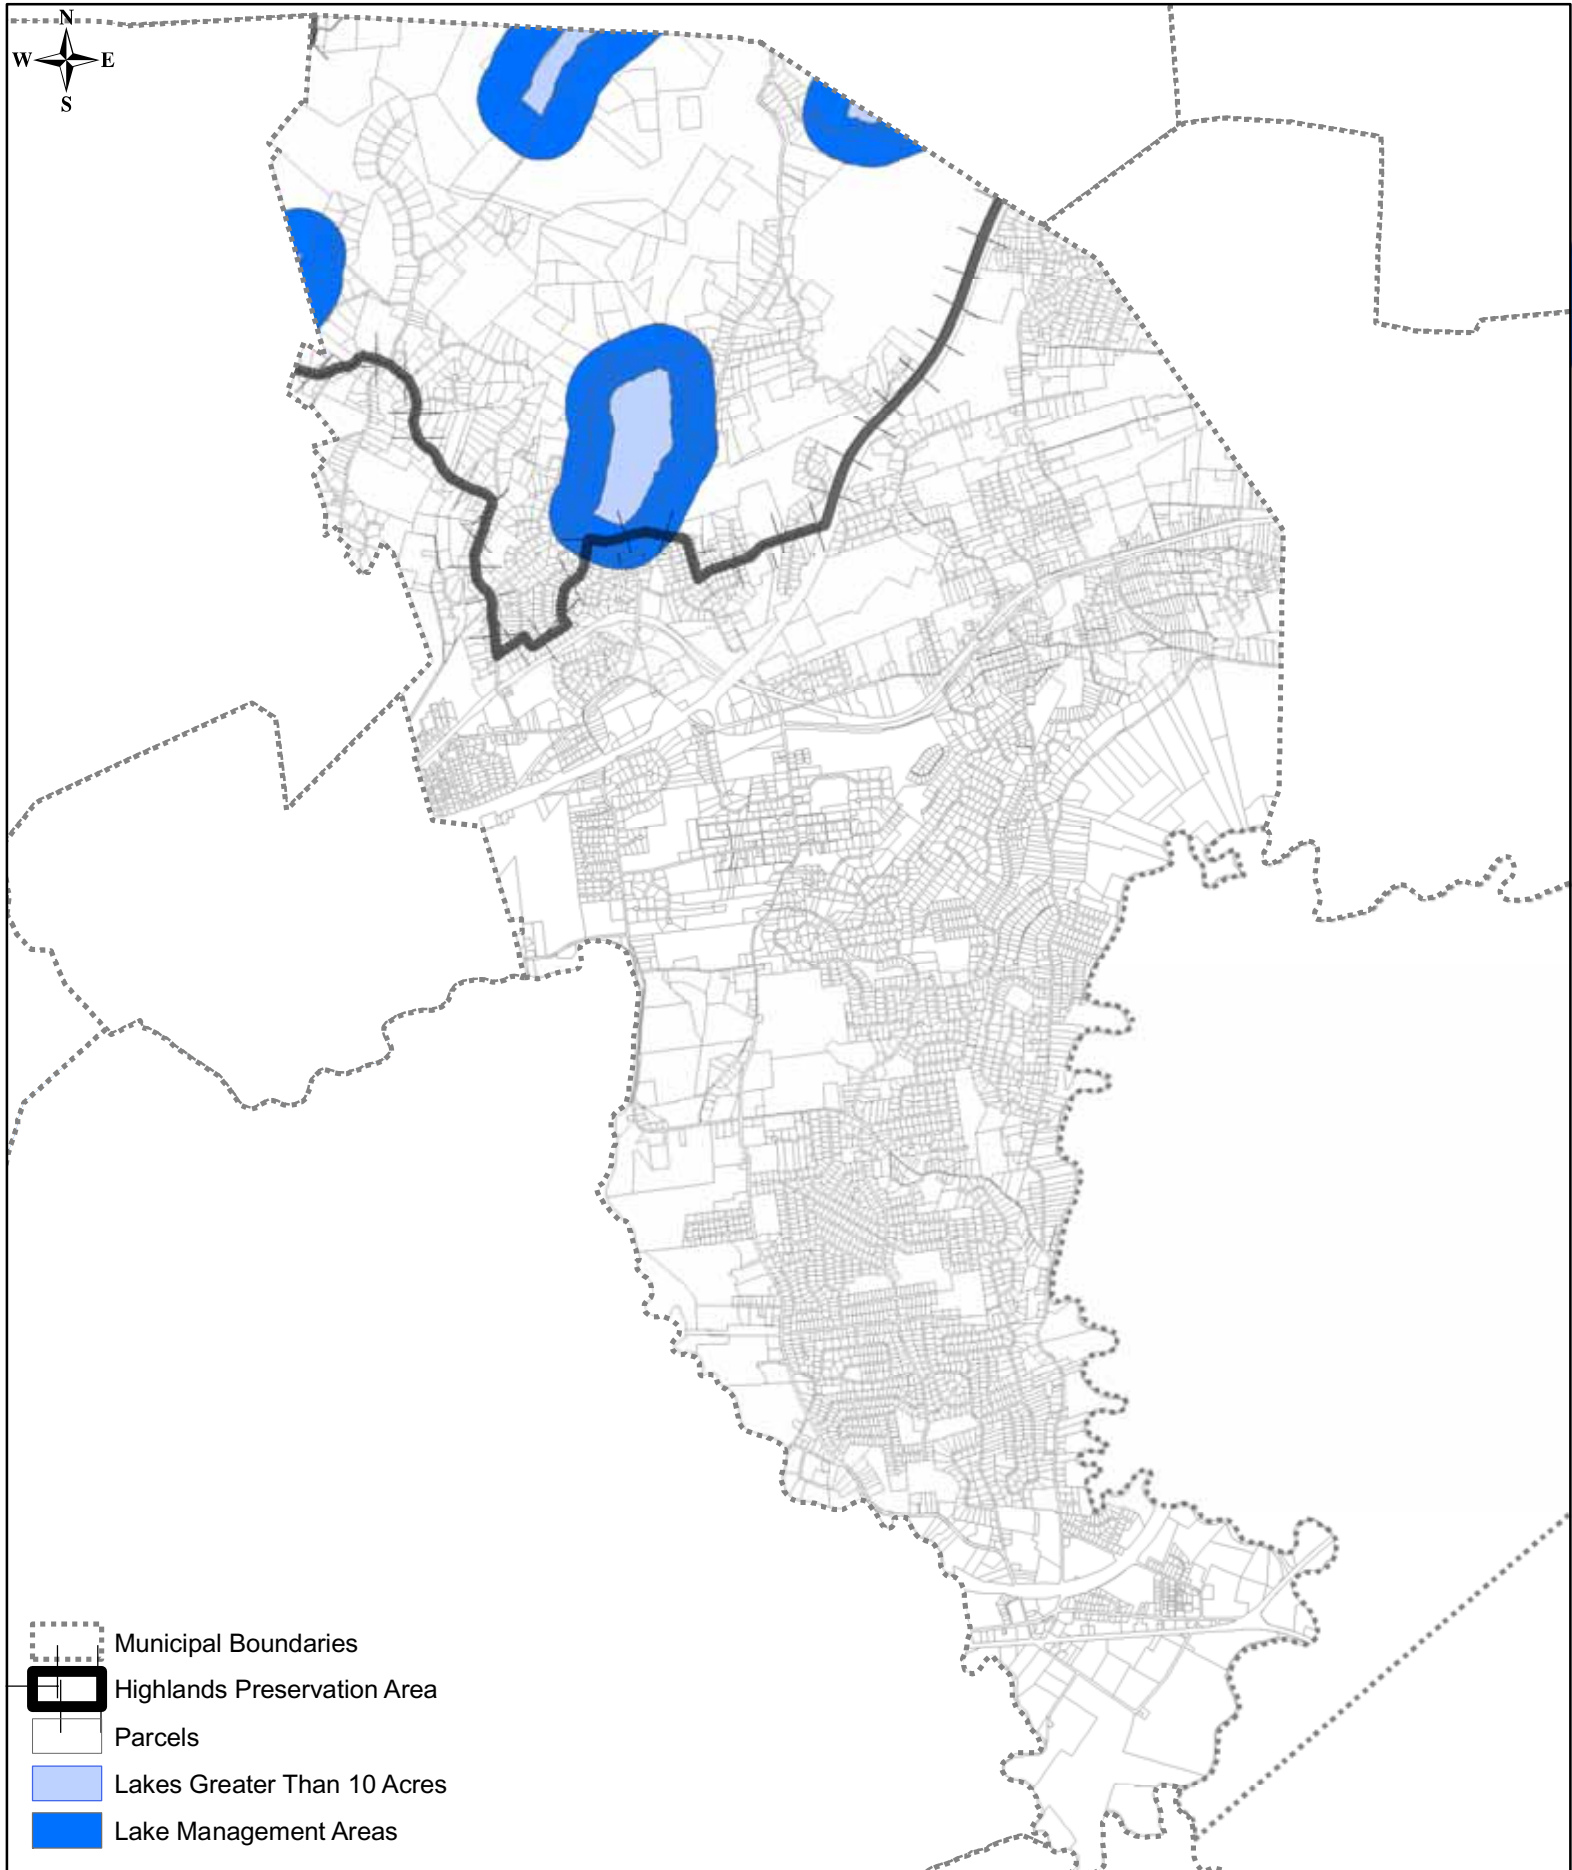 N
W E
S
Municipal Boundaries
Highlands Preservation Area
Parcels
Lakes Greater Than 10 Acres
Lake Management Areas